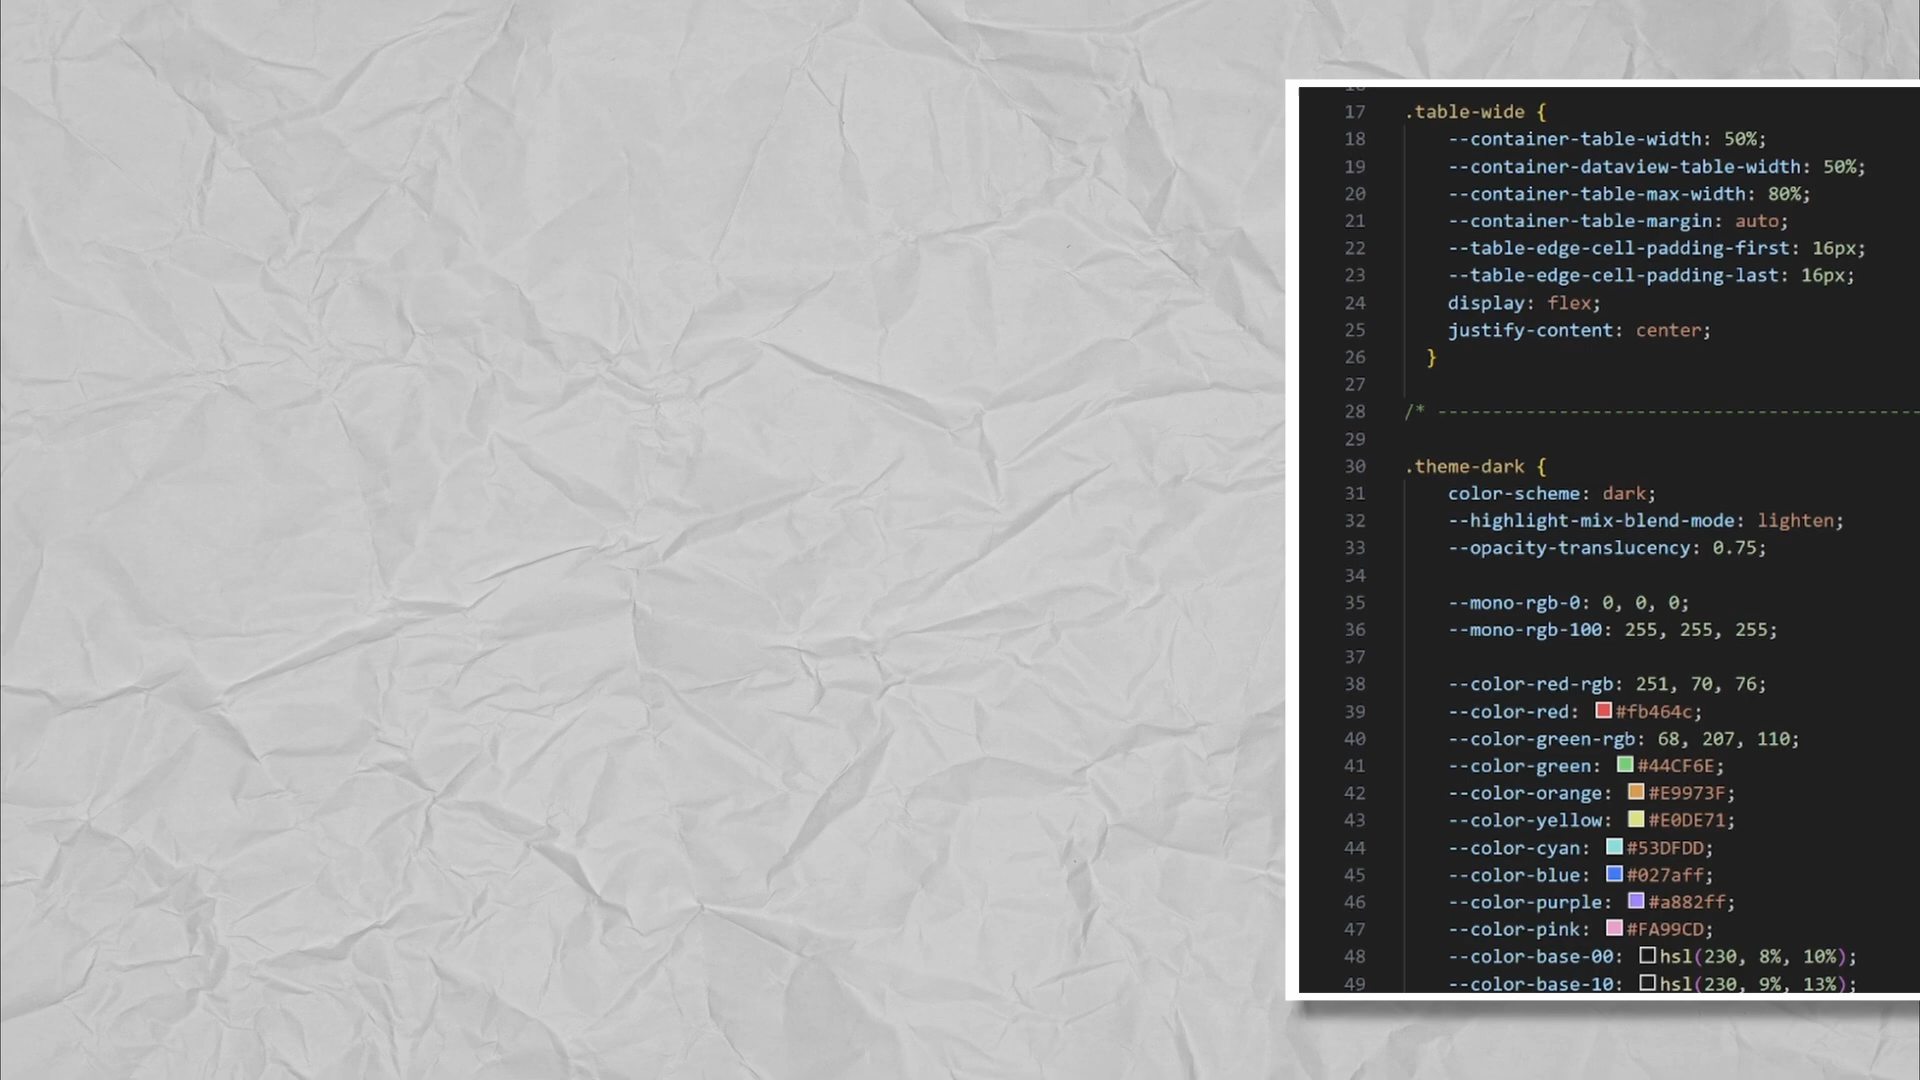 17 .table-wide {
18 --container-table-width: 50%;
19 --container-dataview-table-width: 50%;
20 --container-table-max-width: 80%;
21 --container-table-margin: auto;
22 --table-edge-cell-padding-first: 16px;
23 --table-edge-cell-padding-last: 16px;
24 display: flex;
25 justify-content: center;
26 }
27
28 /* --------------------------------------------
29
30 .theme-dark {
31 color-scheme: dark;
32 --highlight-mix-blend-mode: lighten;
33 --opacity-translucency: 0.75;
34
35 --mono-rgb-0: 0, 0, 0;
36 --mono-rgb-100: 255, 255, 255;
37
38 --color-red-rgb: 251, 70, 76;
39 --color-red: #fb464c;
40 --color-green-rgb: 68, 207, 110;
41 --color-green: #44CF6E;
42 --color-orange: #E9973F;
43 --color-yellow: #E0DE71;
44 --color-cyan: #53DFDD;
45 --color-blue: #027aff;
46 --color-purple: #a882ff;
47 --color-pink: #FA99CD;
48 --color-base-00: hsl(230, 8%, 10%);
49 --color-base-10: hsl(230, 9%, 13%);